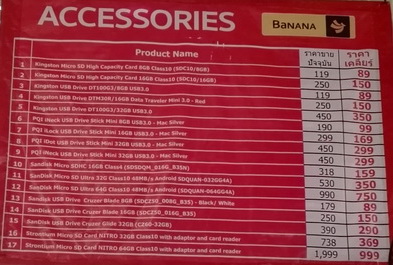 ACCESSORIES
BaNANA
Product Name ราคาขาย ปัจจุบัน ราคา เคลียร์
1 Kingston Micro SD High Capacity Card 8GB Class10 (SDC10/8GB) 119 89
2 Kingston Micro SD High Capacity Card 16GB Class10 (SDC10/16GB) 250 150
3 Kingston USB Drive DT100G3/8GB USB3.0 119 89
4 Kingston USB Drive DTM30R/16GB Data Traveler Mini 3.0 - Red 250 150
5 Kingston USB Drive DT100G3/32GB USB3.0 450 350
6 PQI iNeck USB Drive Stick Mini 8GB USB3.0 - Mac Silver 190 99
7 PQI iLeck USB Drive Stick Mini 16GB USB3.0 - Mac Silver 299 169
8 PQI iDot USB Drive Stick Mini 32GB USB3.0 - Mac Silver 450 299
9 PQI iNeck USB Drive Stick Mini 32GB USB3.0 - Mac Silver 450 299
10 Sandisk Micro SDHC 16GB Class4 (SDSDQM_016G_B35N) 318 159
11 SanDisk Micro SD Ultra 32G Class10 48MB/s Android (SDQUAN-032GG4A) 530 350
12 SanDisk Micro SD Ultra 64G Class10 48MB/s Android (SDQUAN-064GG4A) 990 750
13 SanDisk USB Drive Cruzer Blade 8GB (SDCZ50_008G_B35) - Black/ White 179 89
14 SanDisk USB Drive Cruzer Blade 16GB (SDCZ50_016G_B35) 250 150
15 SanDisk USB Drive Cruzer Glide 32GB (CZ60-32GB) 390 290
16 Strontium Micro SD Card NITRO 32GB Class10 with adaptor and card reader 738 369
17 Strontium Micro SD Card NITRO 64GB Class10 with adaptor and card reader 1,999 999